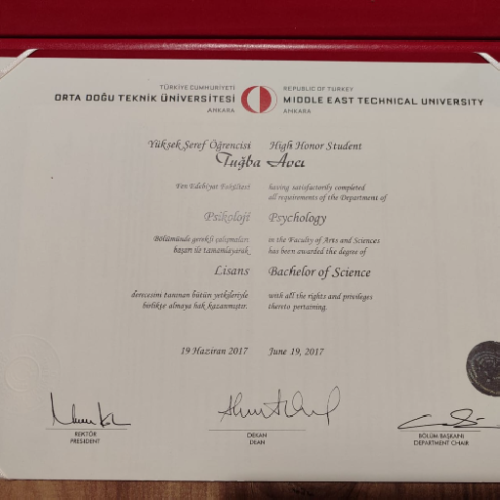 TÜRKİYE CUMHURİYETİ
ORTA DOĞU TEKNİK ÜNİVERSİTESİ
ANKARA
REPUBLIC OF TURKEY
MIDDLE EAST TECHNICAL UNIVERSITY
ANKARA
Yüksek Şeref Öğrencisi
High Honor Student
Tuğba Avcı
Fen Edebiyat Fakültesi
Psikoloji
Bölümünde gerekli çalışmaları
başarı ile tamamlayarak
Lisans
derecesini tanınan bütün yetkileriyle
birlikte almaya hak kazanmıştır.
19 Haziran 2017
having satisfactorily completed
all requirements of the Department of
Psychology
in the Faculty of Arts and Sciences
has been awarded the degree of
Bachelor of Science
with all the rights and privileges
thereto pertaining.
June 19, 2017
REKTÖR
PRESIDENT
DEKAN
DEAN
BÖLÜM BAŞKANI
DEPARTMENT CHAIR